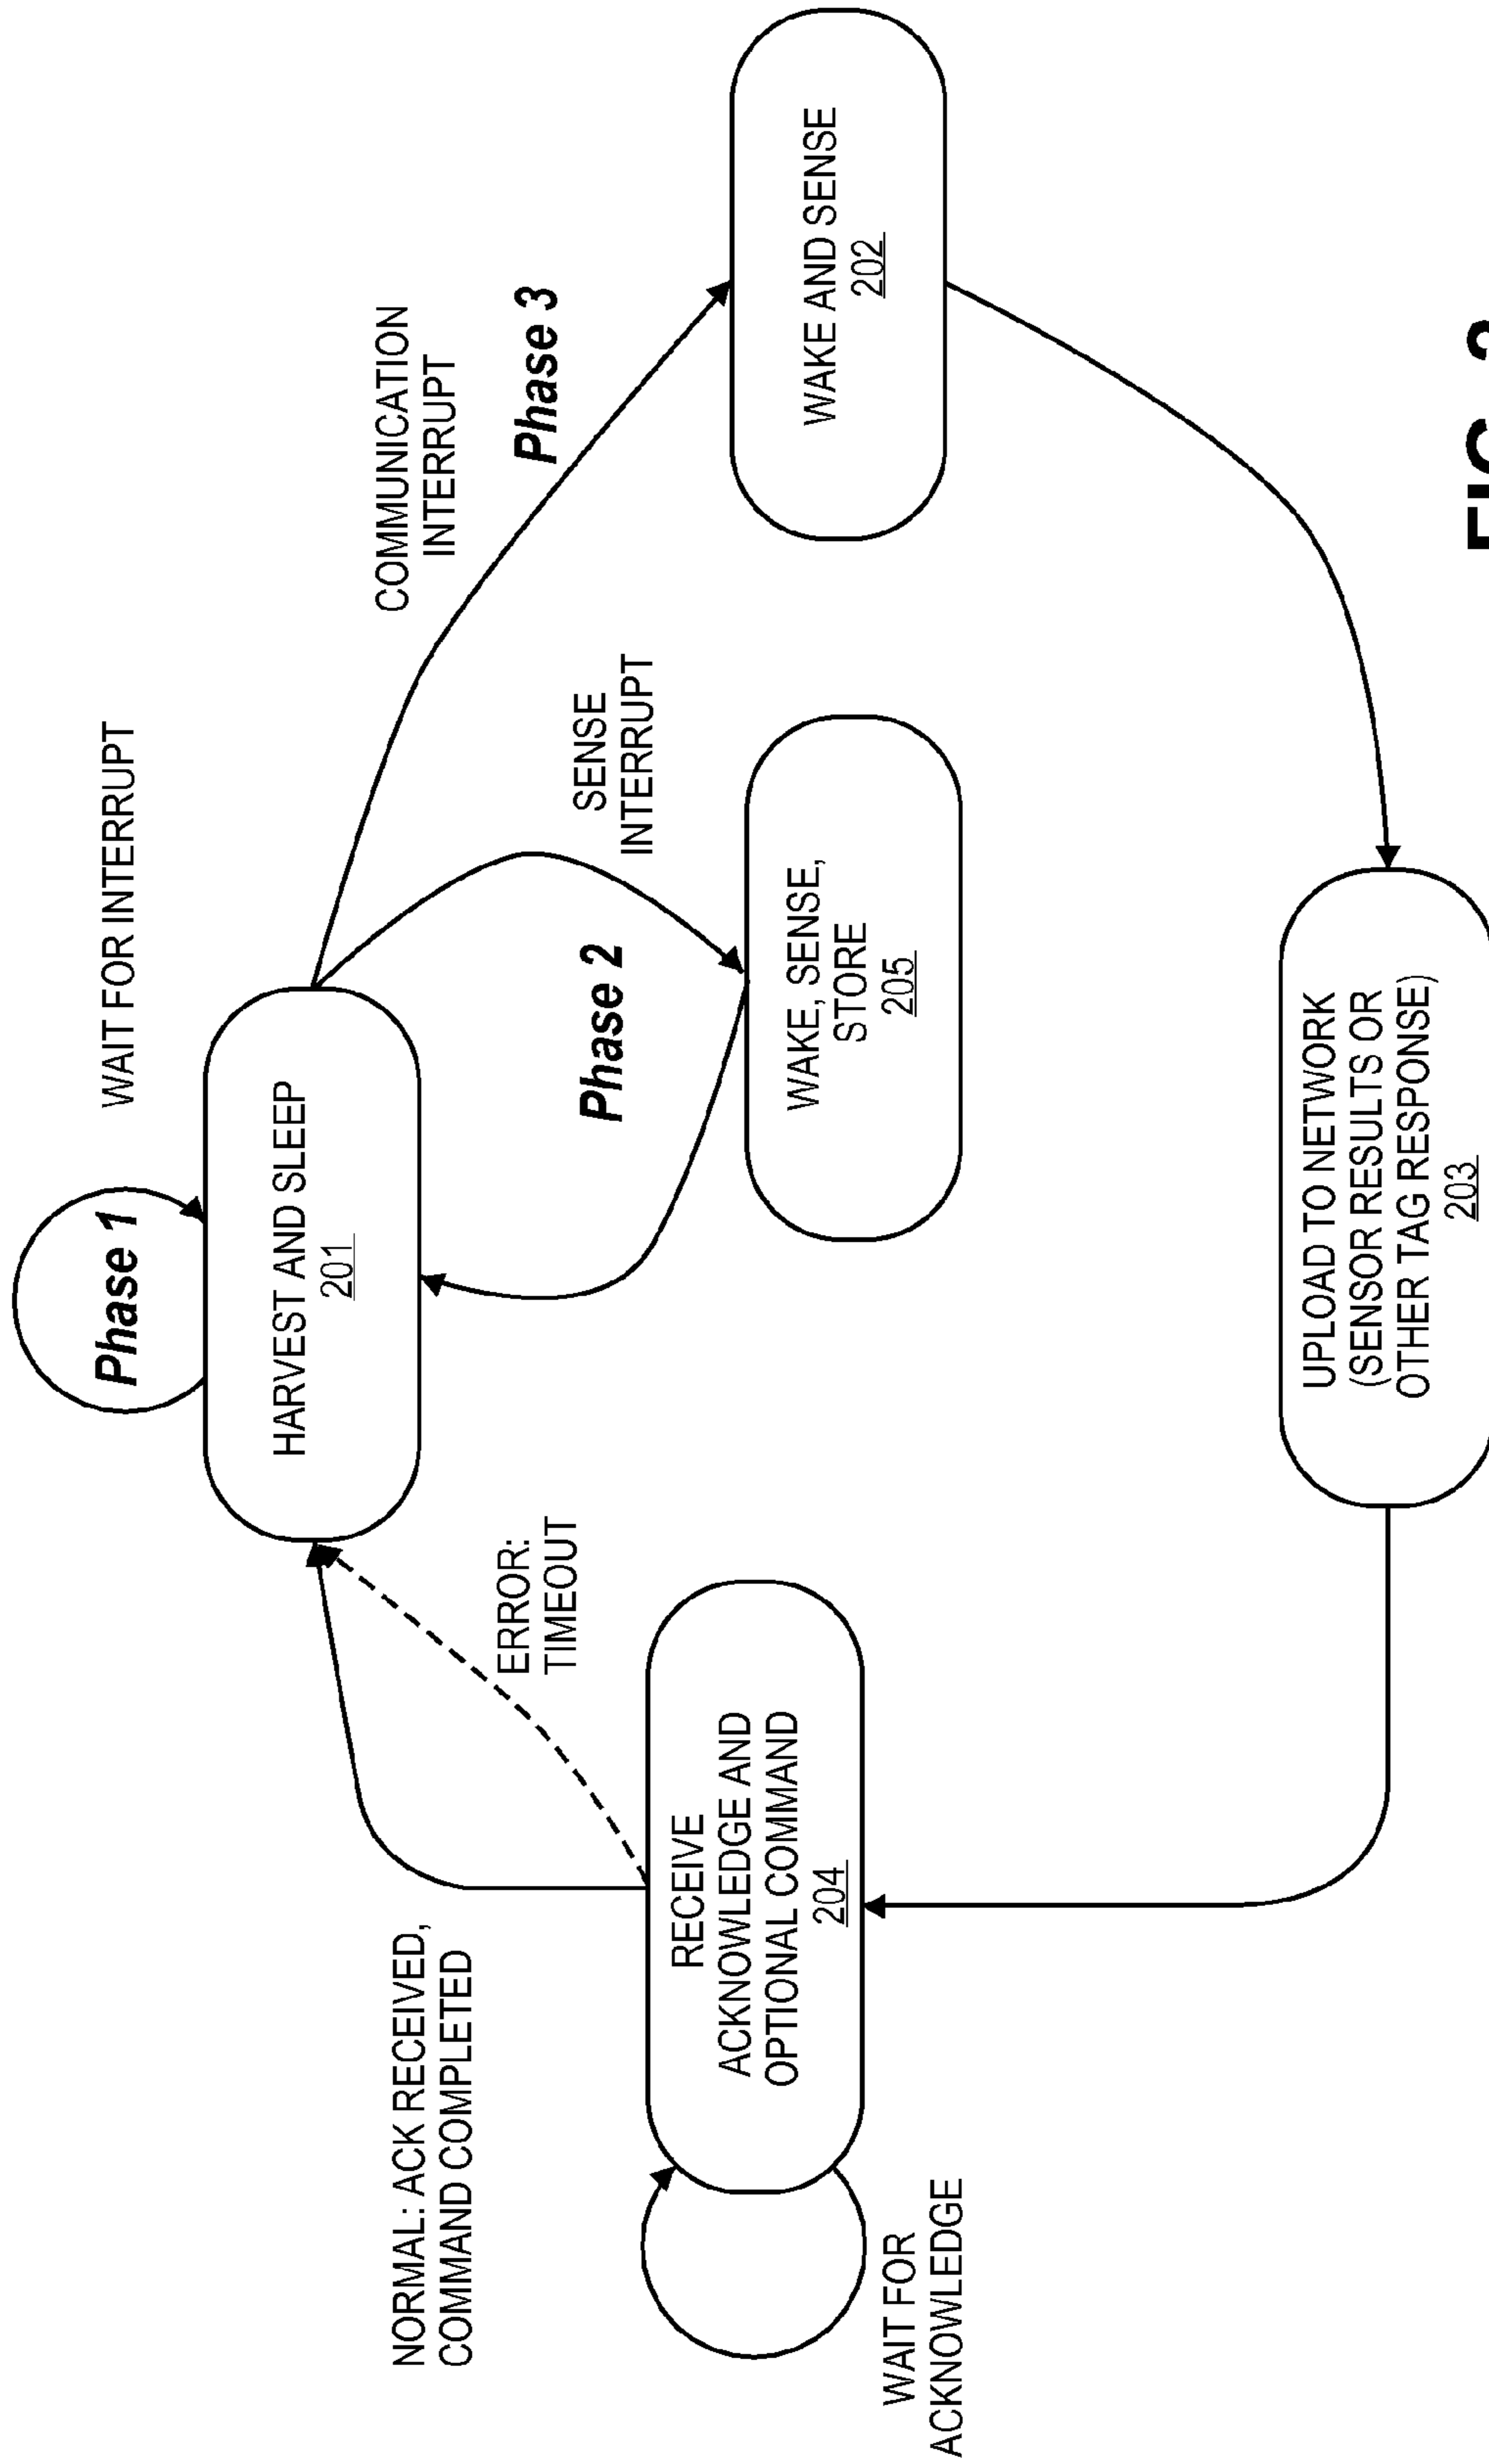 WAIT FOR INTERRUPT
Phase 1
HARVEST AND SLEEP
201
COMMUNICATION
INTERRUPT
Phase 3
SENSE
INTERRUPT
Phase 2
WAKE AND SENSE
202
WAKE, SENSE,
STORE
205
NORMAL: ACK RECEIVED,
COMMAND COMPLETED
ERROR:
TIMEOUT
RECEIVE
ACKNOWLEDGE AND
OPTIONAL COMMAND
204
WAIT FOR
ACKNOWLEDGE
UPLOAD TO NETWORK
(SENSOR RESULTS OR
OTHER TAG RESPONSE)
203